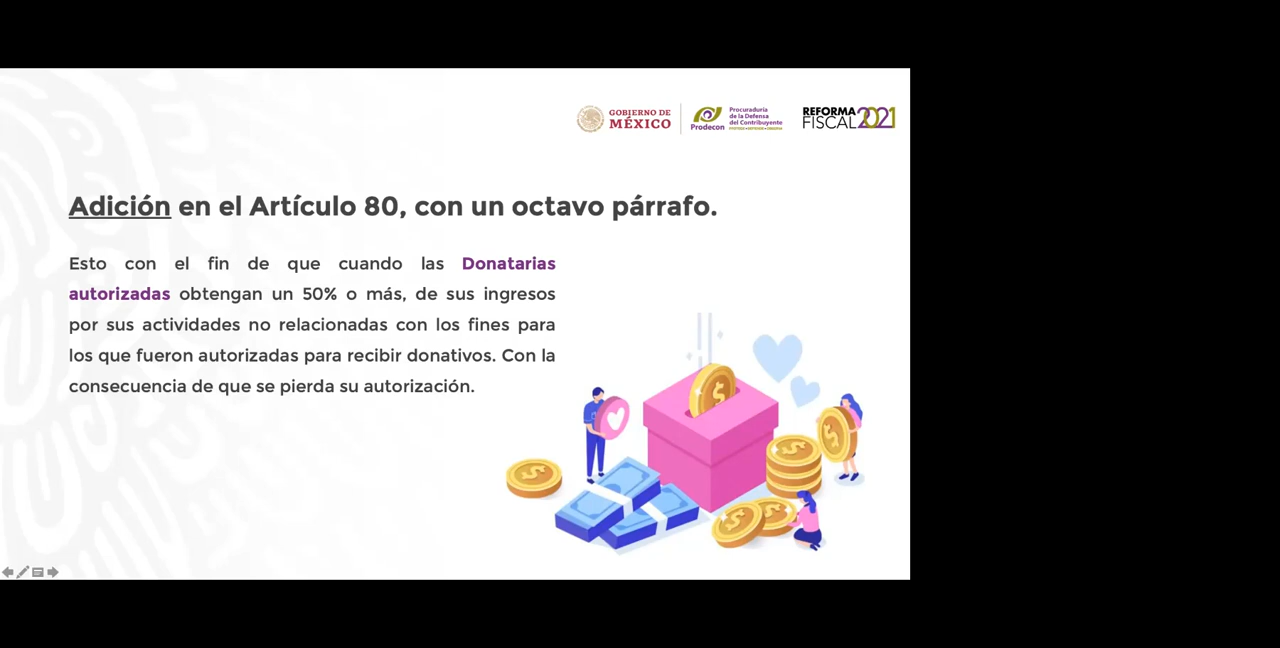 GOBIERNO DE
MÉXICO
Prodecon
Procuraduría
de la Defensa
del Contribuyente
REFORMA
FISCAL 2021
Adición en el Artículo 80, con un octavo párrafo.
Esto con el fin de que cuando las Donatarias
autorizadas obtengan un 50% o más, de sus ingresos
por sus actividades no relacionadas con los fines para
los que fueron autorizadas para recibir donativos. Con la
consecuencia de que se pierda su autorización.